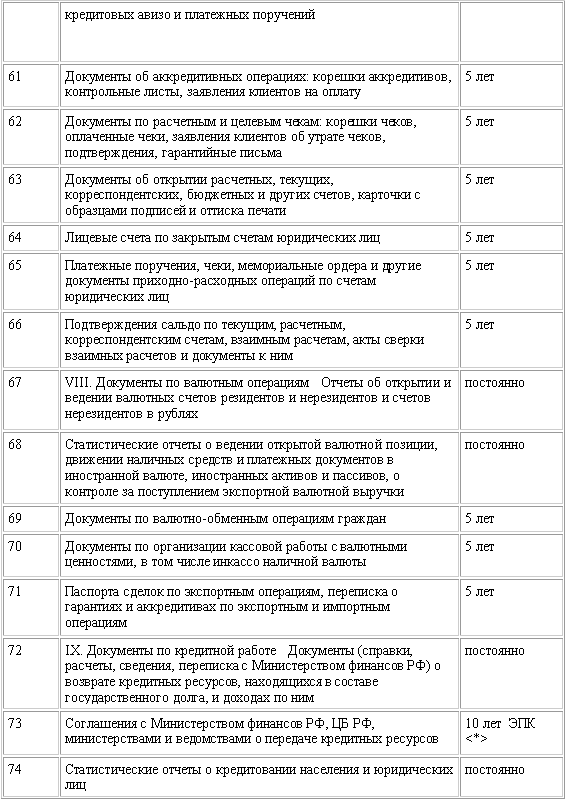 кредитовых авизо и платежных поручений
61 Документы об аккредитивных операциях: корешки аккредитивов, 5 лет
контрольные листы, заявления клиентов на оплату
62 Документы по расчетным и целевым чекам: корешки чеков, 5 лет
оплаченные чеки, заявления клиентов об утрате чеков,
подтверждения, гарантийные письма
63 Документы об открытии расчетных, текущих, 5 лет
корреспондентских, бюджетных и других счетов, карточки с
образцами подписей и оттиска печати
64 Лицевые счета по закрытым счетам юридических лиц 5 лет
65 Платежные поручения, чеки, мемориальные ордера и другие 5 лет
документы приходно-расходных операций по счетам
юридических лиц
66 Подтверждения сальдо по текущим, расчетным, 5 лет
корреспондентским счетам, взаимным расчетам, акты сверки
взаимных расчетов и документы к ним
67 VIII. Документы по валютным операциям Отчеты об открытии и постоянно
ведении валютных счетов резидентов и нерезидентов и счетов
нерезидентов в рублях
68 Статистические отчеты о ведении открытой валютной позиции, постоянно
движении наличных средств и платежных документов в
иностранной валюте, иностранных активов и пассивов, о
контроле за поступлением экспортной валютной выручки
69 Документы по валютно-обменным операциям граждан 5 лет
70 Документы по организации кассовой работы с валютными 5 лет
ценностями, в том числе инкассо наличной валюты
71 Паспорта сделок по экспортным операциям, переписка о 5 лет
гарантиях и аккредитивах по экспортным и импортным
операциям
72 IX. Документы по кредитной работе Документы (справки, постоянно
расчеты, сведения, переписка с Министерством финансов РФ) о
возврате кредитных ресурсов, находящихся в составе
государственного долга, и доходах по ним
73 Соглашения с Министерством финансов РФ, ЦБ РФ, 10 лет ЭПК
министерствами и ведомствами о передаче кредитных ресурсов <*>
74 Статистические отчеты о кредитовании населения и юридических постоянно
лиц